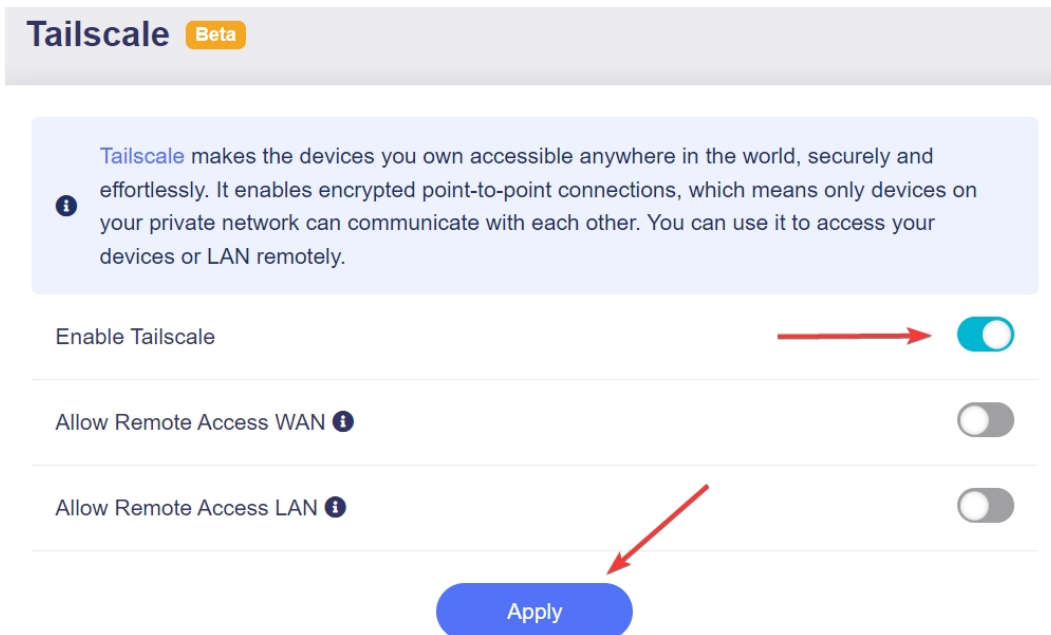 Tailscale Beta
Tailscale makes the devices you own accessible anywhere in the world, securely and
effortlessly. It enables encrypted point-to-point connections, which means only devices on
your private network can communicate with each other. You can use it to access your
devices or LAN remotely.
Enable Tailscale
Allow Remote Access WAN
Allow Remote Access LAN
Apply